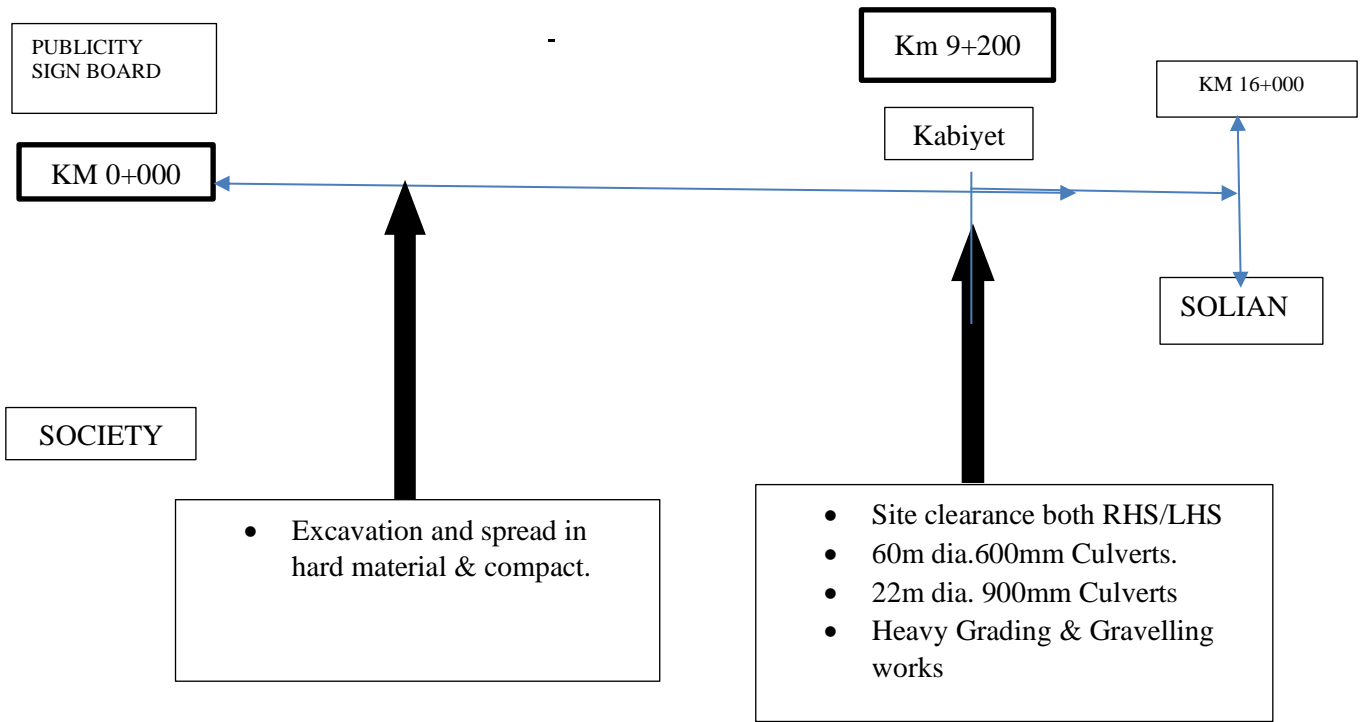 PUBLICITY
SIGN BOARD
-
Km 9+200
KM 16+000
Kabiyet
KM 0+000
SOLIAN
SOCIETY
• Excavation and spread in
hard material & compact.
• Site clearance both RHS/LHS
• 60m dia.600mm Culverts.
• 22m dia. 900mm Culverts
• Heavy Grading & Gravelling
works